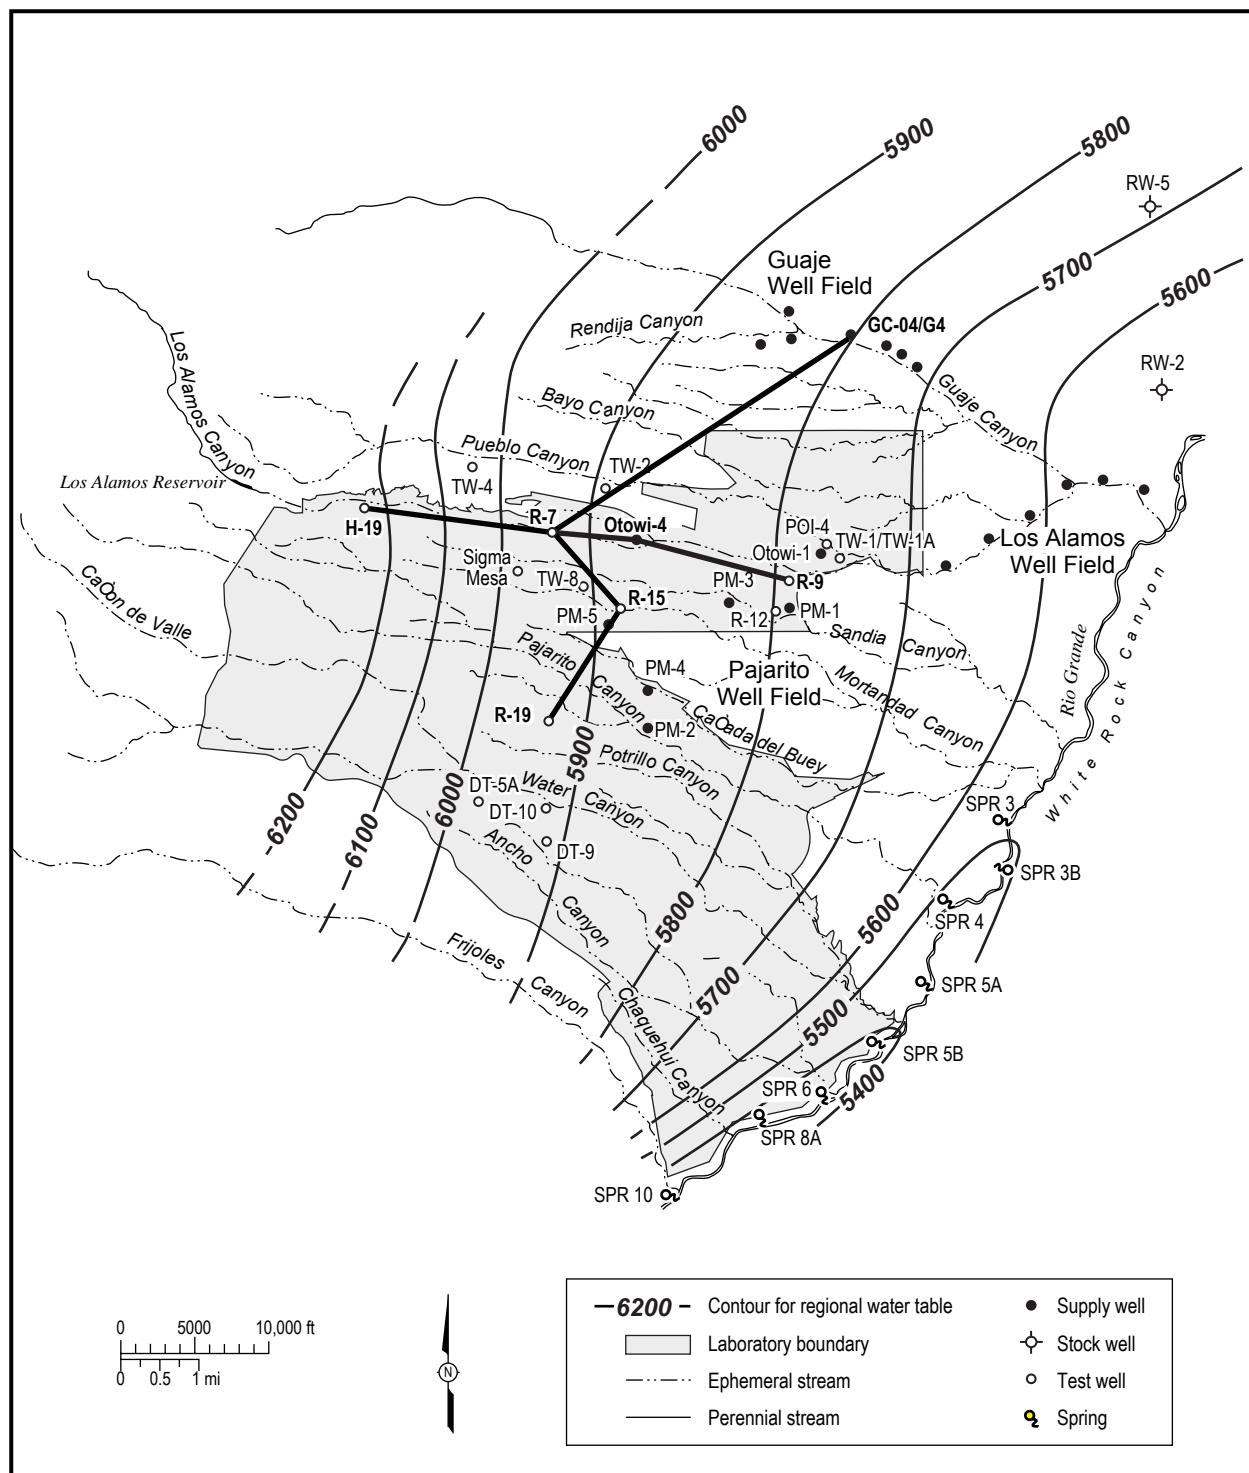 6000
5900
5800
RW-5
5700
5600
Guaje
Well Field
GC-04/G4
Rendija Canyon
RW-2
Los Alamos Canyon
Bayo Canyon
Guaje Canyon
Pueblo Canyon
TW-2
TW-4
Los Alamos Reservoir
H-19
R-7
Otowi-4
POI-4
TW-1/TW-1A
Otowi-1
Los Alamos
Well Field
Sigma
Mesa
TW-8
PM-3
R-9
R-15
R-12
PM-1
PM-5
CaÒon de Valle
Sandia Canyon
Pajarito Canyon
PM-4
Pajarito
Well Field
Mortandad Canyon
Rio Grande
White Rock Canyon
R-19
PM-2
CaÒada del Buey
5900
Potrillo Canyon
DT-5A
Water Canyon
DT-10
6200
6100
6000
Ancho Canyon
DT-9
SPR 3
SPR 3B
SPR 4
5800
5600
Frijoles Canyon
5700
SPR 5A
Chaquehui Canyon
5500
SPR 5B
SPR 6
5400
SPR 8A
SPR 10
0 5000 10,000 ft
0 0.5 1 mi
N
6200 Contour for regional water table
Laboratory boundary
Ephemeral stream
Perennial stream
Supply well
Stock well
Test well
Spring